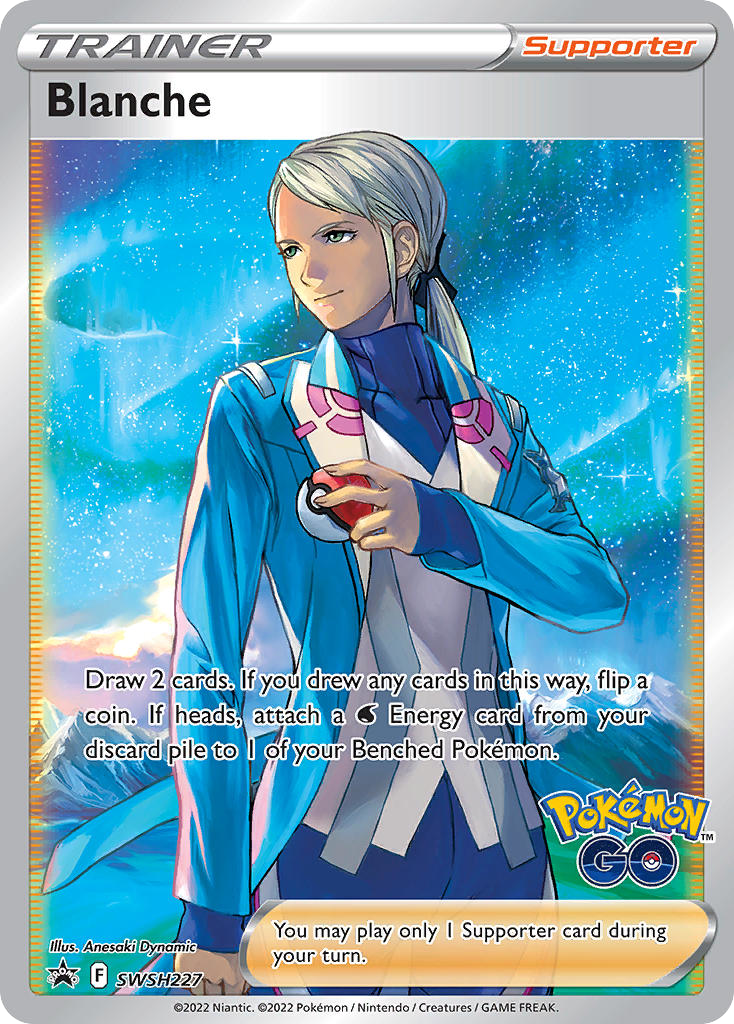 TRAINER
Supporter
Blanche
Draw 2 cards. If you drew any cards in this way, flip a
coin. If heads, attach a Energy card from your
discard pile to 1 of your Benched Pokémon.
POKéMON™
GO
You may play only 1 Supporter card during
your turn.
Illus. Anesaki Dynamic
PROMO
F SWSH227
©2022 Niantic. ©2022 Pokémon / Nintendo / Creatures / GAME FREAK.